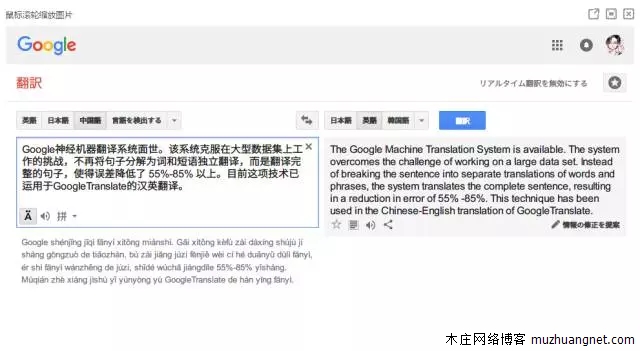 鼠标滚轮缩放图片
Google
翻訳
リアルタイム翻訳を無効にする
英語 日本語 中国語 言語を検出する
日本語 英語 韓国語 翻訳
Google神经机器翻译系统面世。该系统克服在大型数据集上工
作的挑战，不再将句子分解为词和短语独立翻译，而是翻译完
整的句子，使得误差降低了 55%-85% 以上。目前这项技术已
运用于GoogleTranslate的汉英翻译。
Ä 拼
The Google Machine Translation System is available. The system
overcomes the challenge of working on a large data set. Instead
of breaking the sentence into separate translations of words and
phrases, the system translates the complete sentence, resulting
in a reduction in error of 55% -85%. This technique has been
used in the Chinese-English translation of GoogleTranslate.
情報の修正を提案
Google shénjīng jīqì fānyì xìtǒng miànshì. Gāi xìtǒng kèfú zài dàxíng shùjù jí
shàng gōngzuò de tiǎozhàn, bù zài jiāng jùzi fēnjiě wèi cí hé duǎnyǔ dúlì fānyì,
ér shì fānyì wánzhěng de jùzi, shǐdé wùchā jiàngdīle 55%-85% yǐshàng.
Mùqián zhè xiàng jìshù yǐ yùnyòng yú GoogleTranslate de hàn yīng fānyì.
木庄网络博客 muzhuangnet.com